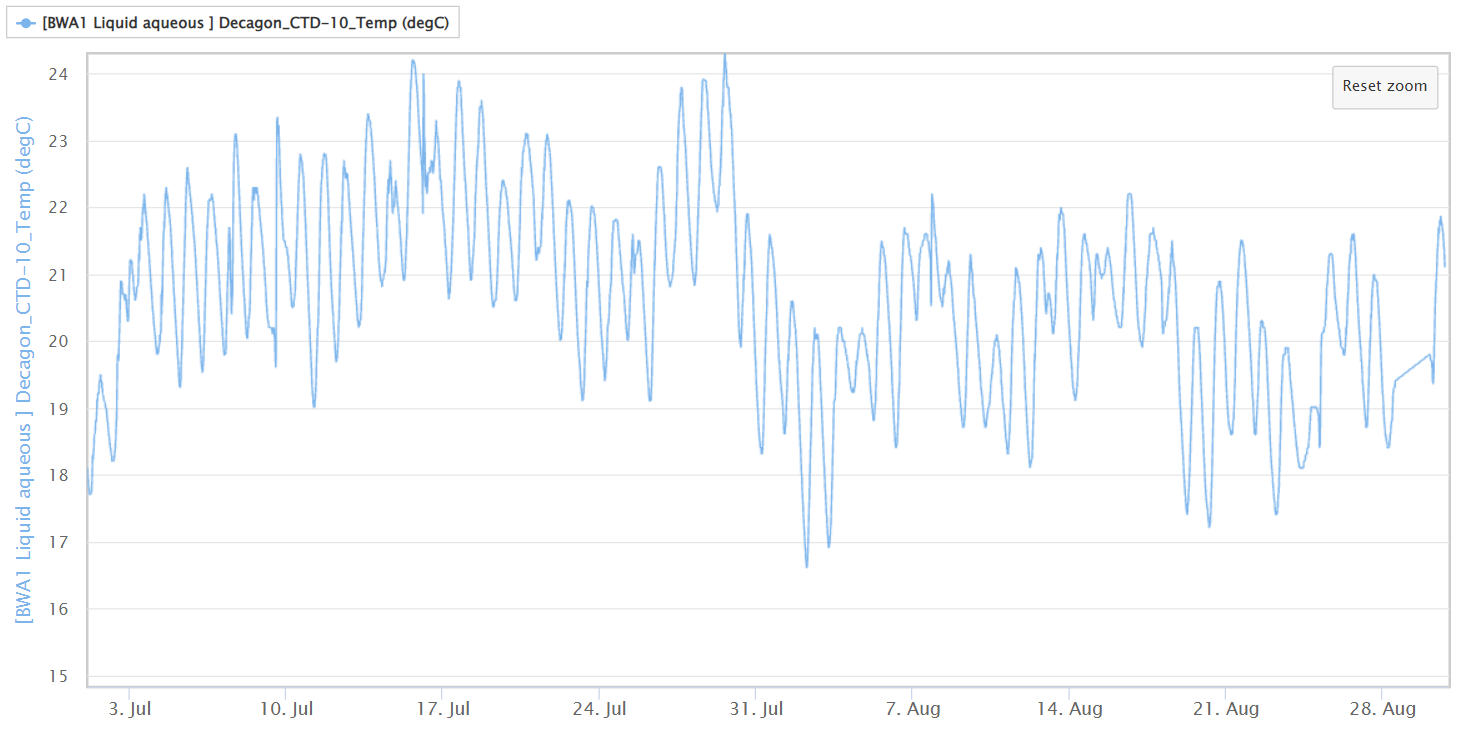 [BWA1 Liquid aqueous ] Decagon_CTD-10_Temp (degC)
[BWA1 Liquid aqueous ] Decagon_CTD-10_Temp (degC)
24
23
22
21
20
19
18
17
16
15
Reset zoom
3. Jul
10. Jul
17. Jul
24. Jul
31. Jul
7. Aug
14. Aug
21. Aug
28. Aug